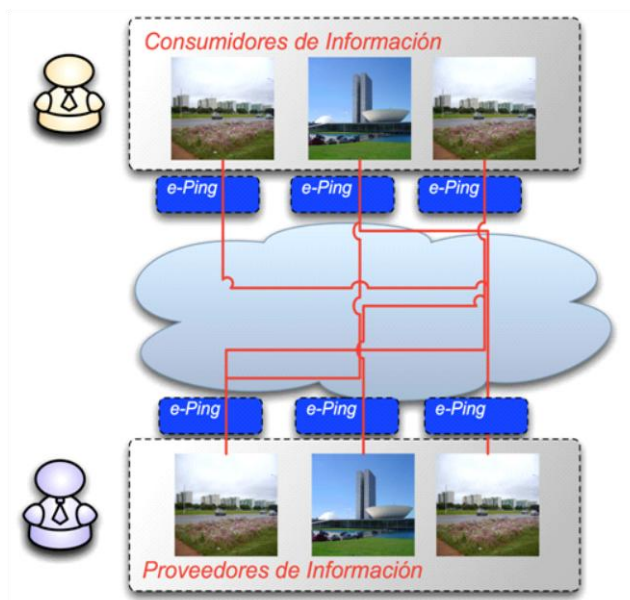 Consumidores de Información
e-Ping
e-Ping
e-Ping
e-Ping
e-Ping
e-Ping
Proveedores de Información